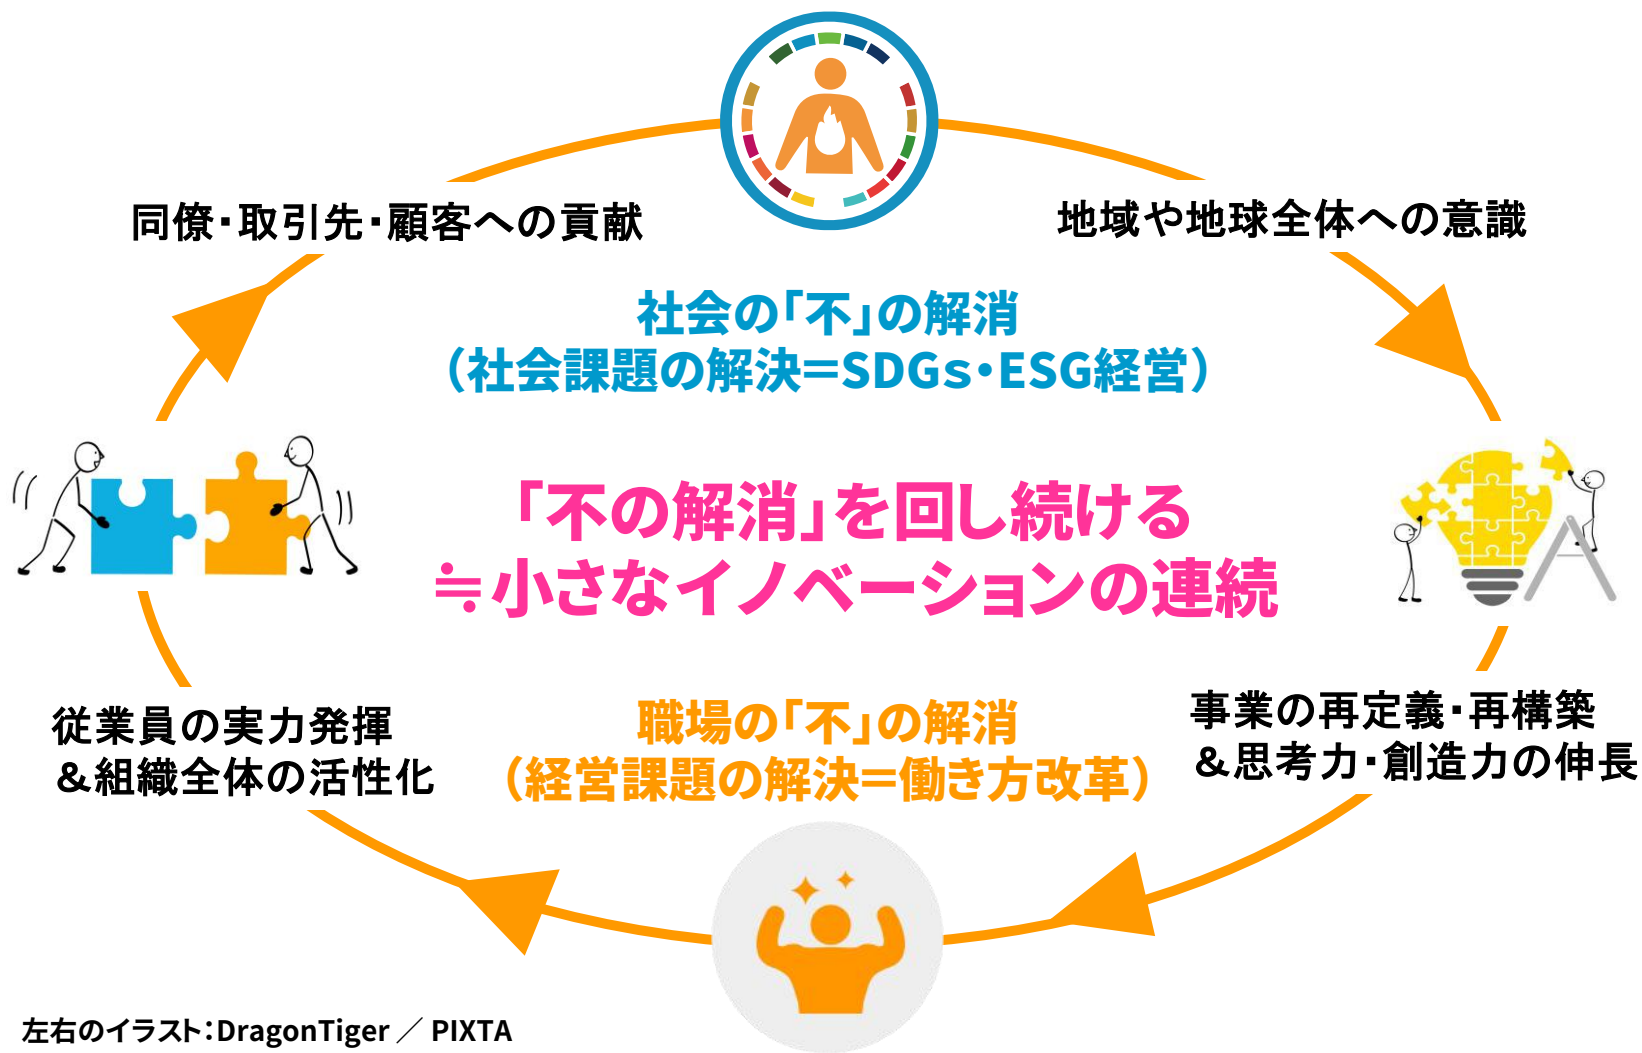 同僚・取引先・顧客への貢献
地域や地球全体への意識
社会の「不」の解消
（社会課題の解決＝SDGs・ESG経営）
「不の解消」を回し続ける
≒小さなイノベーションの連続
従業員の実力発揮
＆組織全体の活性化
職場の「不」の解消
（経営課題の解決＝働き方改革）
事業の再定義・再構築
＆思考力・創造力の伸長
左右のイラスト：DragonTiger ／ PIXTA